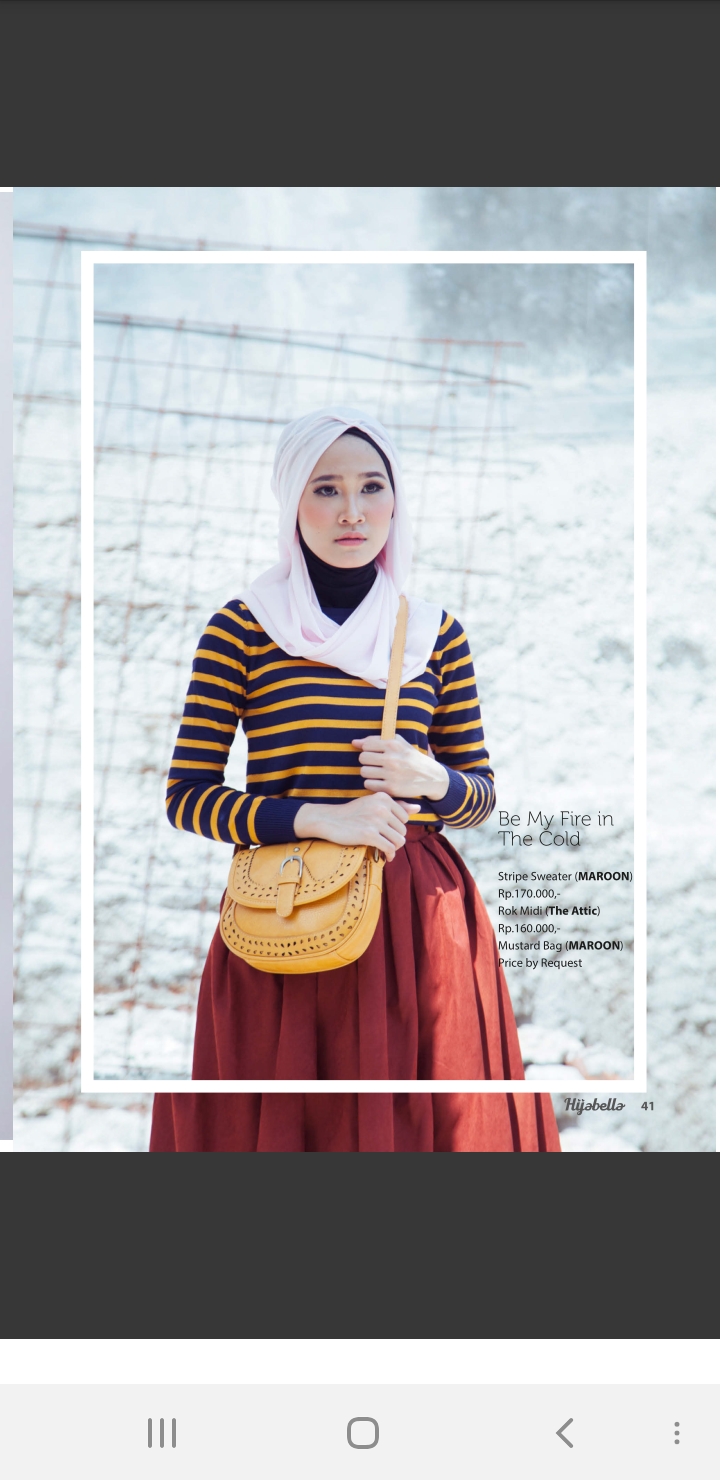 Be My Fire in
The Cold
Stripe Sweater (MAROON)
Rp.170.000,-
Rok Midi (The Attic)
Rp.160.000,-
Mustard Bag (MAROON)
Price by Request
Hijabella 41